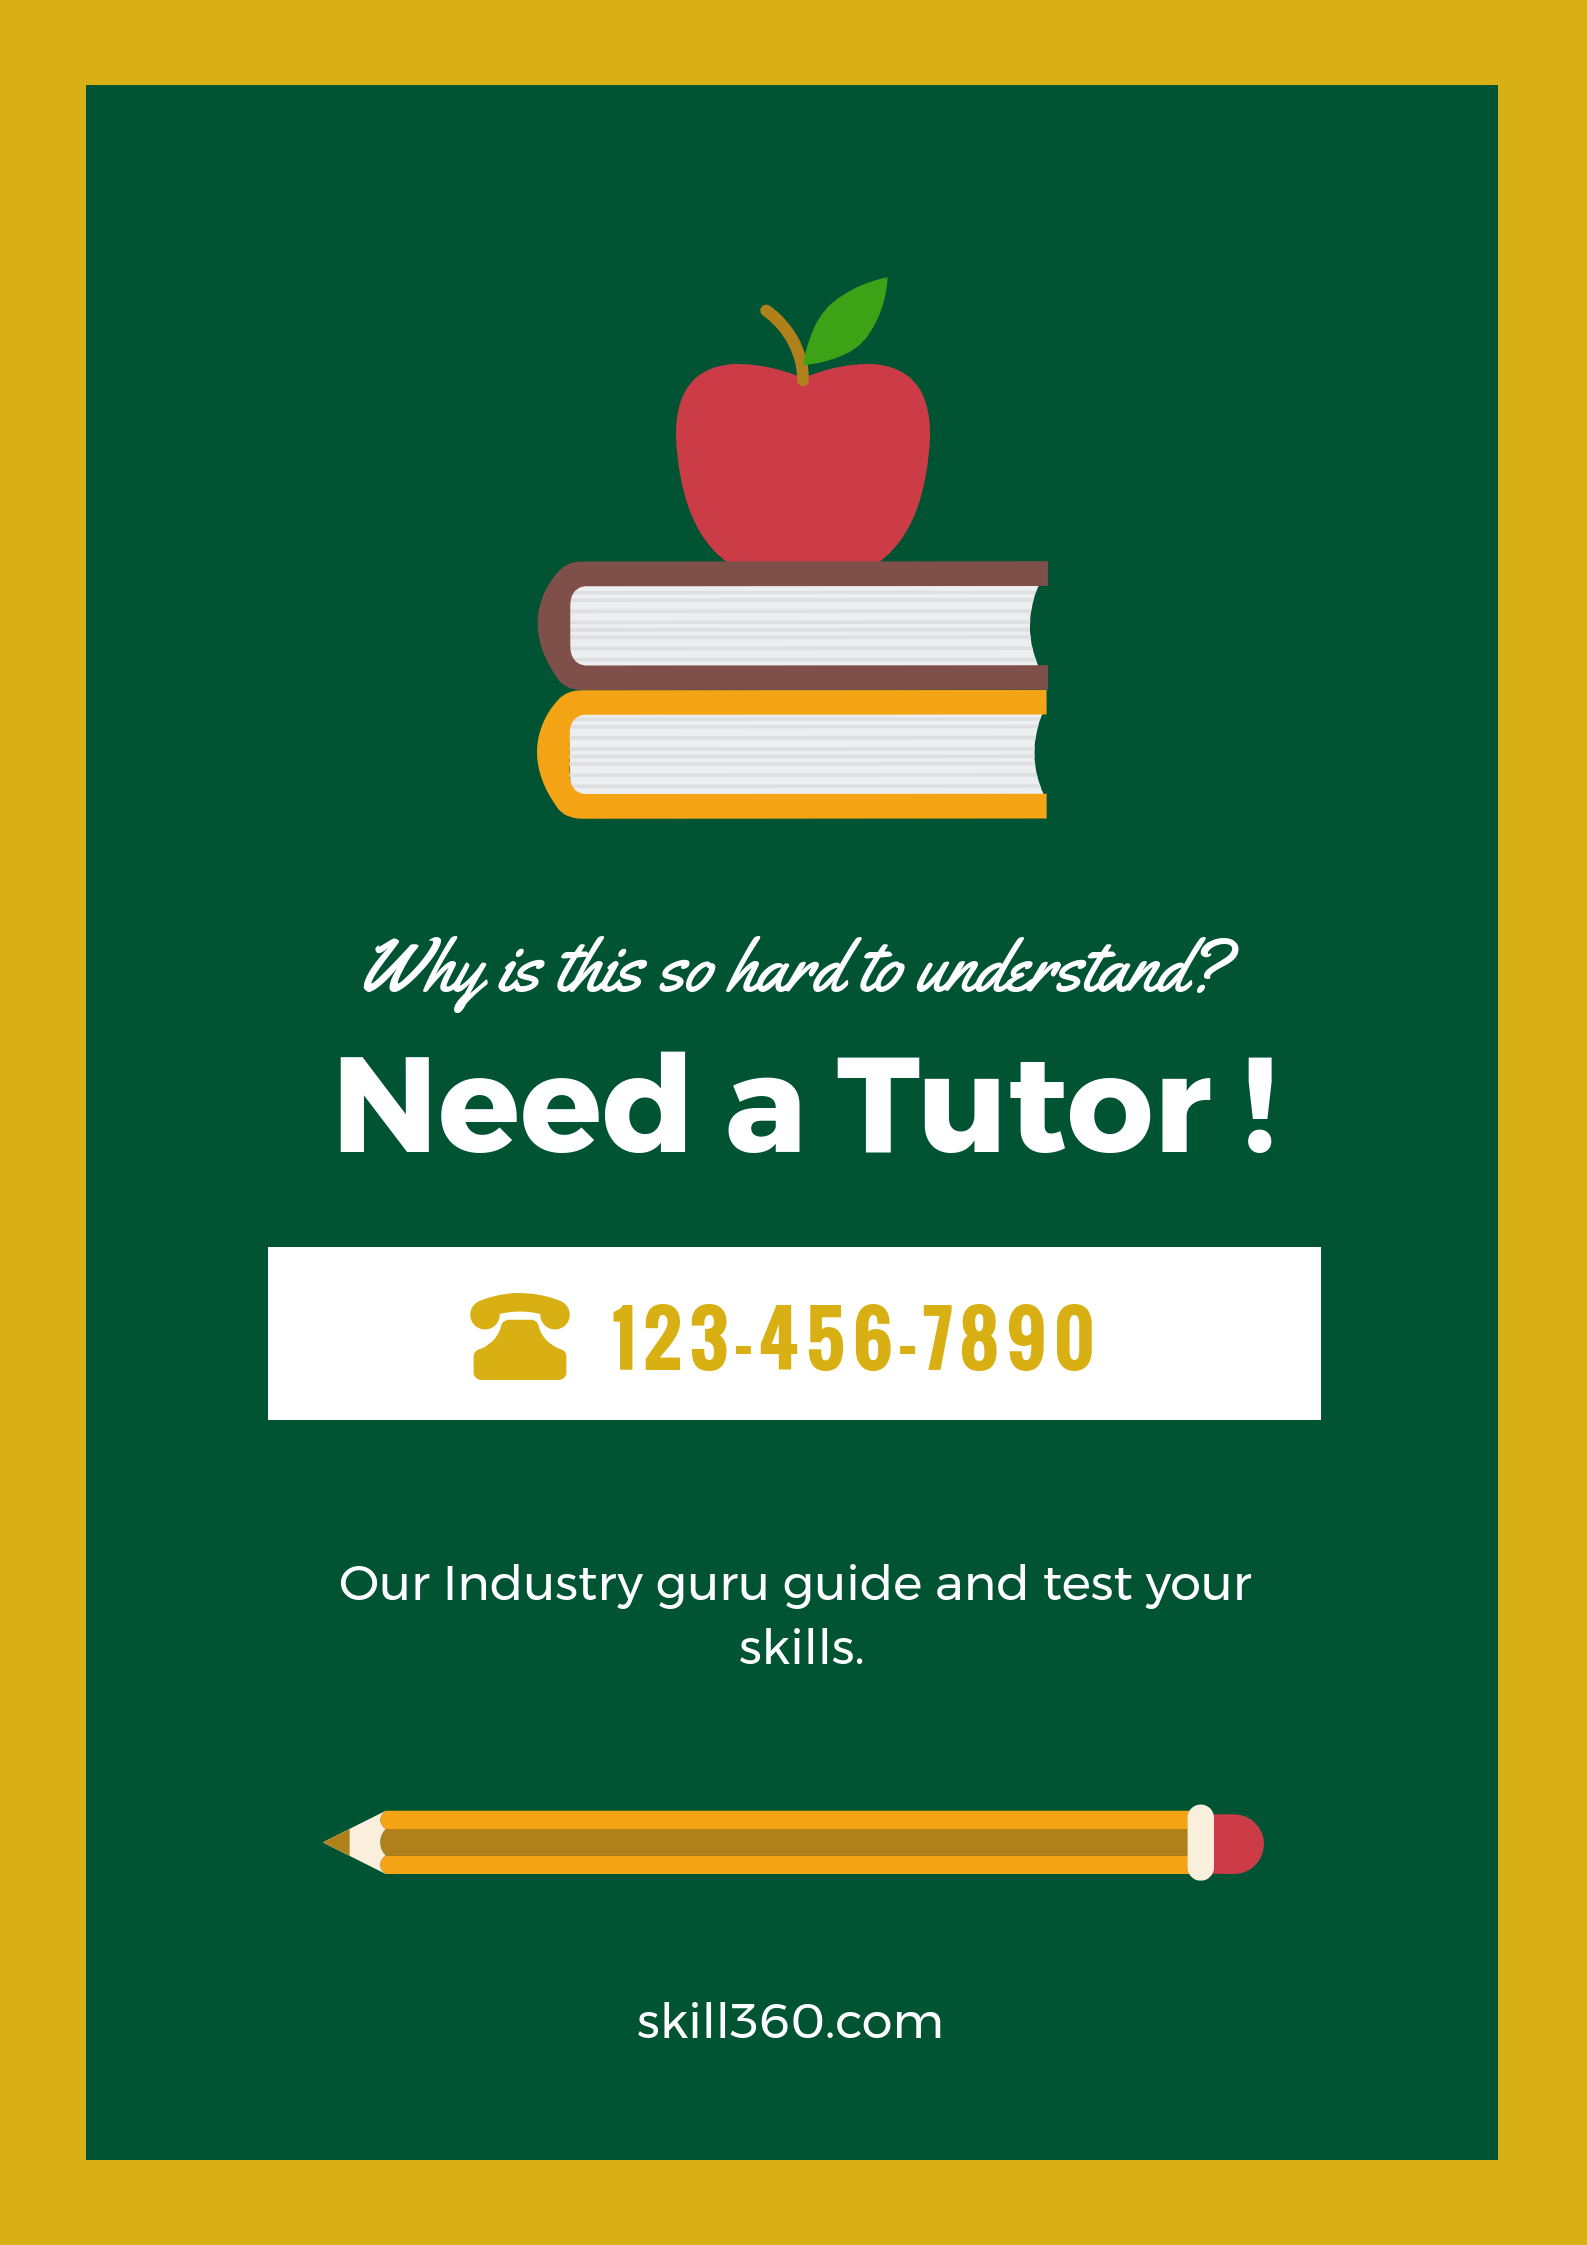 Why is this so hard to understand?
Need a Tutor !
123-456-7890
Our Industry guru guide and test your
skills.
skill360.com